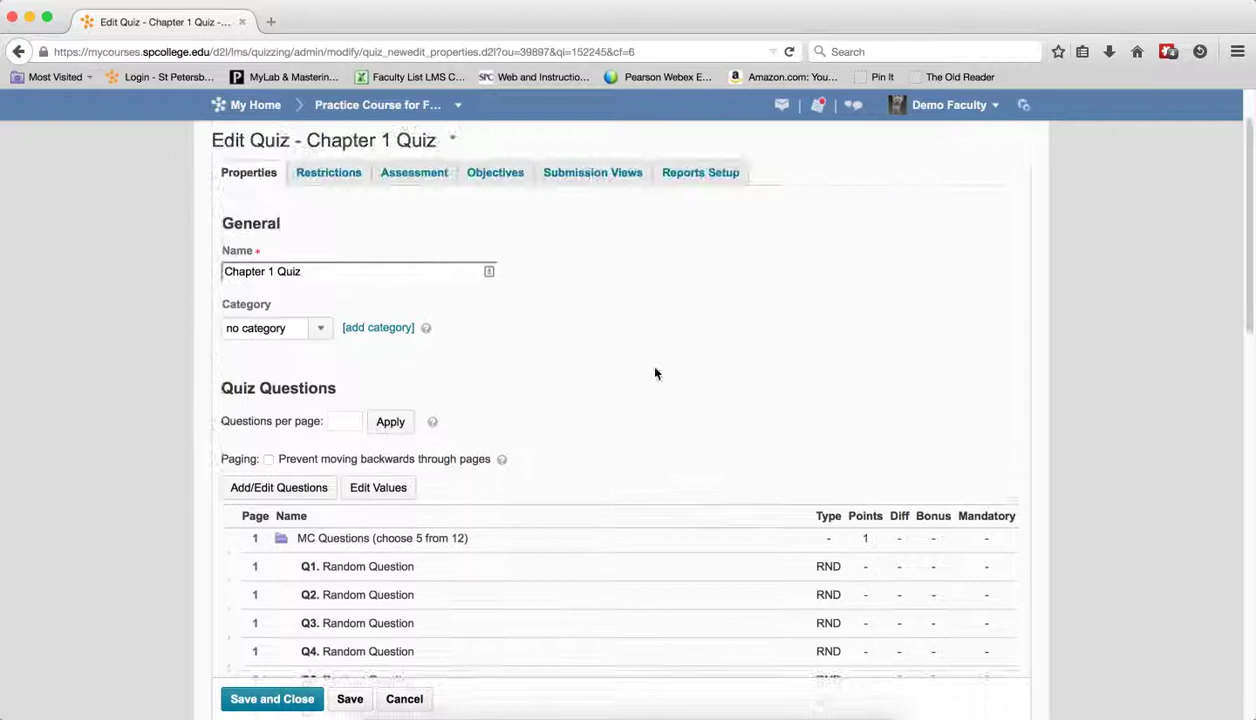 Edit Quiz - Chapter 1 Quiz -...
https://mycourses.spcollege.edu/d2l/lms/quizzing/admin/modify/quiz_newedit_properties.d2l?ou=39897&qi=152245&cf=6 Search
Most Visited Login - St Petersb... MyLab & Masterin... Faculty List LMS C... SPC Web and Instructio... Pearson Webex E... Amazon.com: You... Pin It The Old Reader
My Home Practice Course for F... Demo Faculty
Edit Quiz - Chapter 1 Quiz
Properties Restrictions Assessment Objectives Submission Views Reports Setup
General
Name *
Chapter 1 Quiz
Category
no category [add category] ?
Quiz Questions
Questions per page: Apply ?
Paging: Prevent moving backwards through pages ?
Add/Edit Questions Edit Values
Page Name Type Points Diff Bonus Mandatory
1 MC Questions (choose 5 from 12) - 1 - - -
1 Q1. Random Question RND - - - -
1 Q2. Random Question RND - - - -
1 Q3. Random Question RND - - - -
1 Q4. Random Question RND - - - -
Save and Close Save Cancel